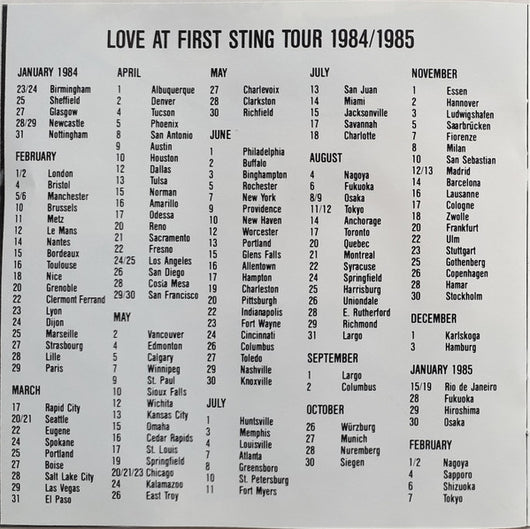 LOVE AT FIRST STING TOUR 1984/1985
JANUARY 1984
23/24 Birmingham
25 Sheffield
27 Glasgow
28/29 Newcastle
31 Nottingham
FEBRUARY
1/2 London
4 Bristol
5/6 Manchester
10 Brussels
11 Metz
12 Le Mans
14 Nantes
15 Bordeaux
16 Toulouse
18 Nice
20 Grenoble
22 Clermont Ferrand
23 Lyon
24 Dijon
25 Marseille
27 Strasbourg
28 Lille
29 Paris
MARCH
17 Rapid City
20/21 Seattle
22 Eugene
24 Spokane
25 Portland
27 Boise
28 Salt Lake City
29 Las Vegas
31 El Paso
APRIL
1 Albuquerque
2 Denver
4 Tucson
5 Phoenix
8 San Antonio
9 Austin
10 Houston
12 Dallas
13 Tulsa
15 Norman
16 Amarillo
17 Odessa
20 Reno
21 Sacramento
22 Fresno
24/25 Los Angeles
26 San Diego
28 Cosia Mesa
29/30 San Francisco
MAY
2 Vancouver
4 Edmonton
5 Calgary
7 Winnipeg
9 St. Paul
10 Sioux Falls
12 Wichita
13 Kansas City
15 Omaha
16 Cedar Rapids
17 St. Louis
19 Springfield
20/21/23 Chicago
24 Kalamazoo
26 East Troy
MAY
27 Charlevoix
28 Clarkston
30 Richfield
JUNE
1 Philadelphia
2 Buffalo
3 Binghampton
5 Rochester
7 New York
9 Providence
10 New Haven
12 Worcester
13 Portland
15 Glens Falls
16 Allentown
17 Hampton
19 Charleston
20 Pittsburgh
22 Indianapolis
23 Fort Wayne
24 Cincinnati
26 Columbus
27 Toledo
29 Nashville
30 Knoxville
JULY
1 Huntsville
3 Memphis
4 Louisville
7 Atlanta
8 Greensboro
10 St. Petersburg
11 Fort Myers
JULY
13 San Juan
14 Miami
15 Jacksonville
17 Savannah
18 Charlotte
AUGUST
4 Nagoya
6 Fukuoka
8/9 Osaka
11/12 Tokyo
14 Anchorage
17 Toronto
20 Quebec
21 Montreal
22 Syracuse
24 Springfield
25 Harrisburg
26 Uniondale
28 E. Rutherford
29 Richmond
31 Largo
SEPTEMBER
1 Largo
2 Columbus
OCTOBER
26 Würzburg
27 Munich
28 Nuremberg
30 Siegen
NOVEMBER
1 Essen
2 Hannover
3 Ludwigshafen
5 Saarbrücken
7 Fiorenze
8 Milan
10 San Sebastian
12/13 Madrid
14 Barcelona
16 Lausanne
17 Cologne
18 Zwolle
20 Frankfurt
22 Ulm
23 Stuttgart
25 Gothenberg
26 Copenhagen
28 Hamar
30 Stockholm
DECEMBER
1 Karlskoga
3 Hamburg
JANUARY 1985
15/19 Rio de Janeiro
28 Fukuoka
29 Hiroshima
30 Osaka
FEBRUARY
1/2 Nagoya
4 Sapporo
6 Shizuoka
7 Tokyo